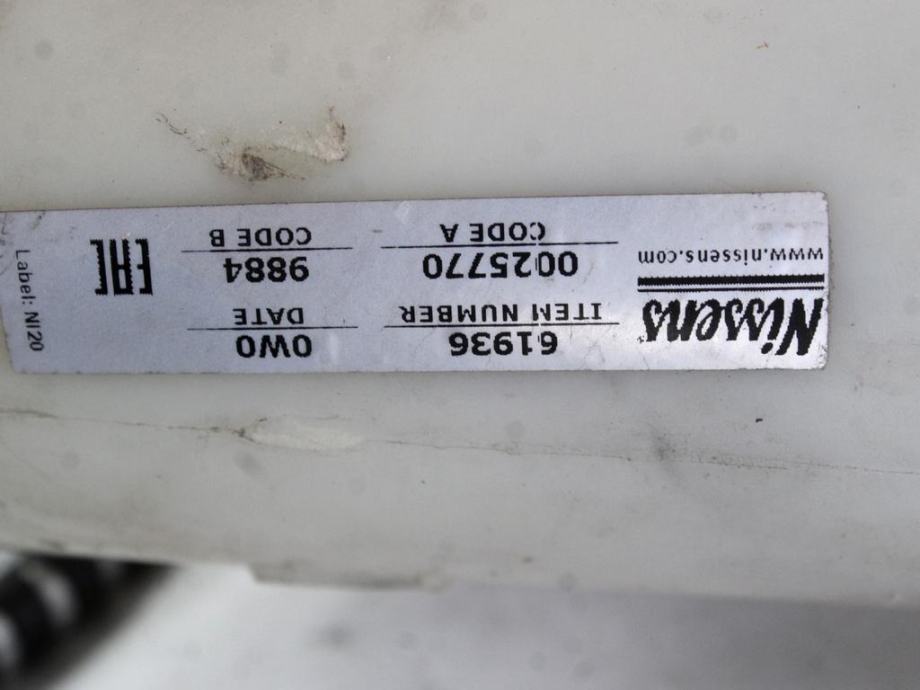 Nissens
www.nissens.com
61936
ITEM NUMBER
0025770
CODE A
0W0
DATE
9884
CODE B
EAC
Label: NI20